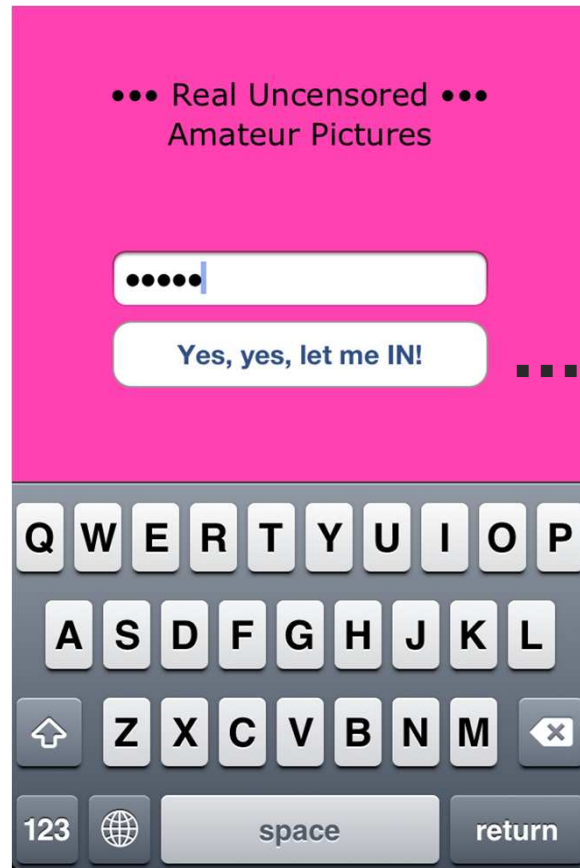 ••• Real Uncensored •••
Amateur Pictures
•••••
Yes, yes, let me IN!
Q W E R T Y U I O P
A S D F G H J K L
Z X C V B N M
123 space return